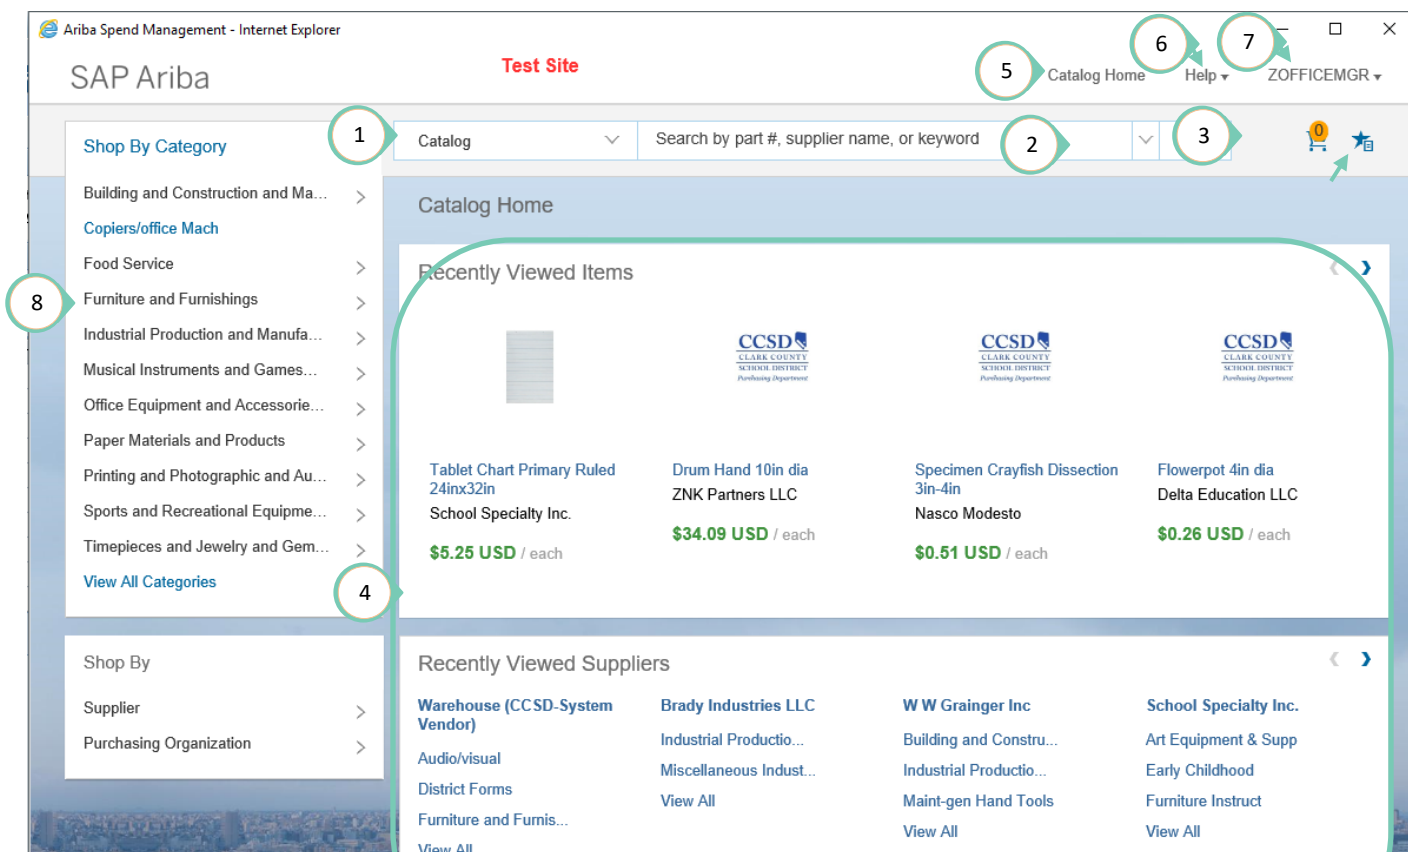 Ariba Spend Management - Internet Explorer
SAP Ariba
Test Site
5
Catalog Home
6
Help
7
ZOFFICEMGR
1
Catalog
Search by part #, supplier name, or keyword
2
3
0
Shop By Category
Building and Construction and Ma...
Copiers/office Mach
Food Service
8
Furniture and Furnishings
Industrial Production and Manufa...
Musical Instruments and Games...
Office Equipment and Accessorie...
Paper Materials and Products
Printing and Photographic and Au...
Sports and Recreational Equipme...
Timepieces and Jewelry and Gem...
View All Categories
Shop By
Supplier
Purchasing Organization
Catalog Home
Recently Viewed Items
CCSD
CLARK COUNTY
SCHOOL DISTRICT
Purchasing Department
CCSD
CLARK COUNTY
SCHOOL DISTRICT
Purchasing Department
CCSD
CLARK COUNTY
SCHOOL DISTRICT
Purchasing Department
Tablet Chart Primary Ruled
24inx32in
School Specialty Inc.
$5.25 USD / each
Drum Hand 10in dia
ZNK Partners LLC
$34.09 USD / each
Specimen Crayfish Dissection
3in-4in
Nasco Modesto
$0.51 USD / each
Flowerpot 4in dia
Delta Education LLC
$0.26 USD / each
4
Recently Viewed Suppliers
Warehouse (CCSD-System
Vendor)
Audio/visual
District Forms
Furniture and Furnis...
View All
Brady Industries LLC
Industrial Productio...
Miscellaneous Indust...
View All
W W Grainger Inc
Building and Constru...
Industrial Productio...
Maint-gen Hand Tools
View All
School Specialty Inc.
Art Equipment & Supp
Early Childhood
Furniture Instruct
View All